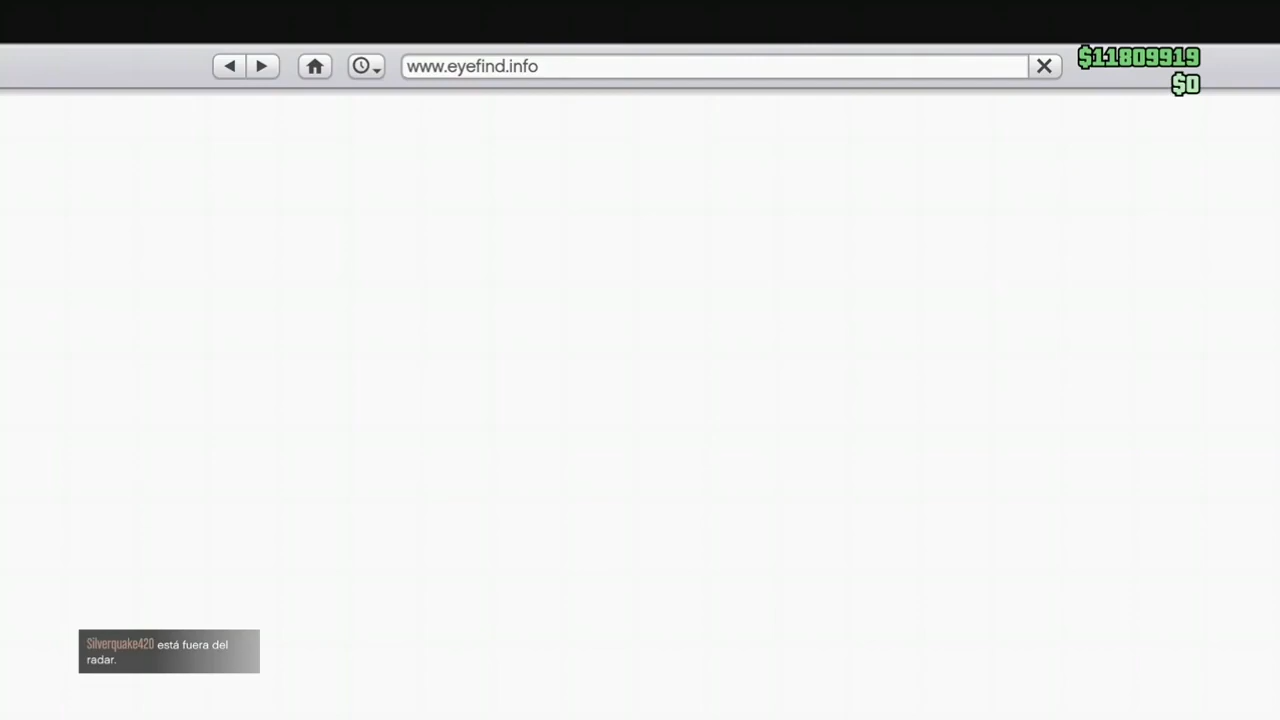 www.eyefind.info
$11809919
$0
Silverquake420 está fuera del
radar.